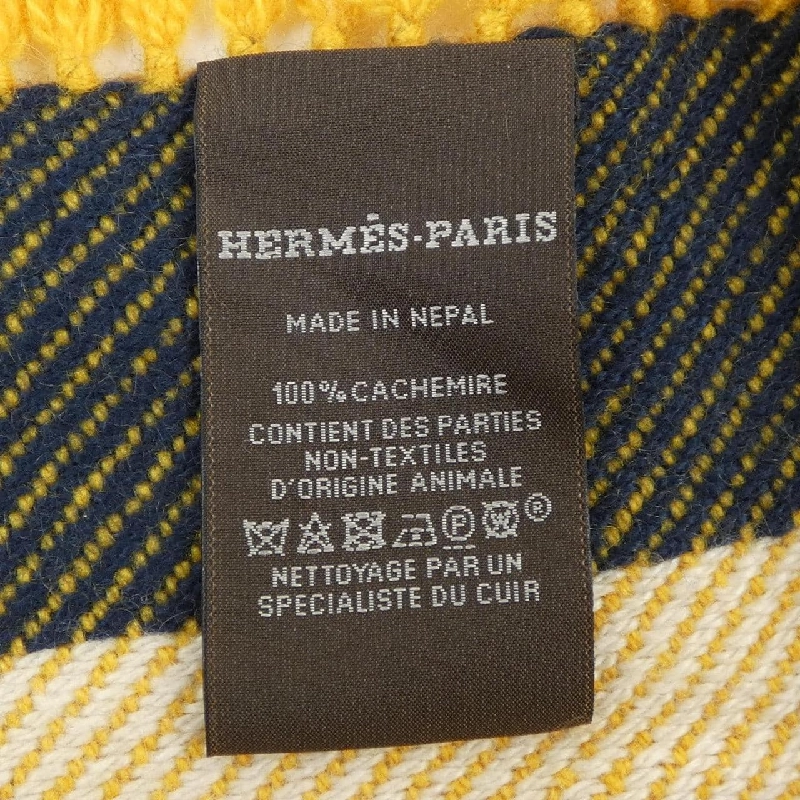 HERMÈS-PARIS
MADE IN NEPAL
100% CACHEMIRE
CONTIENT DES PARTIES
NON-TEXTILES
D'ORIGINE ANIMALE
P W ®
NETTOYAGE PAR UN
SPECIALISTE DU CUIR